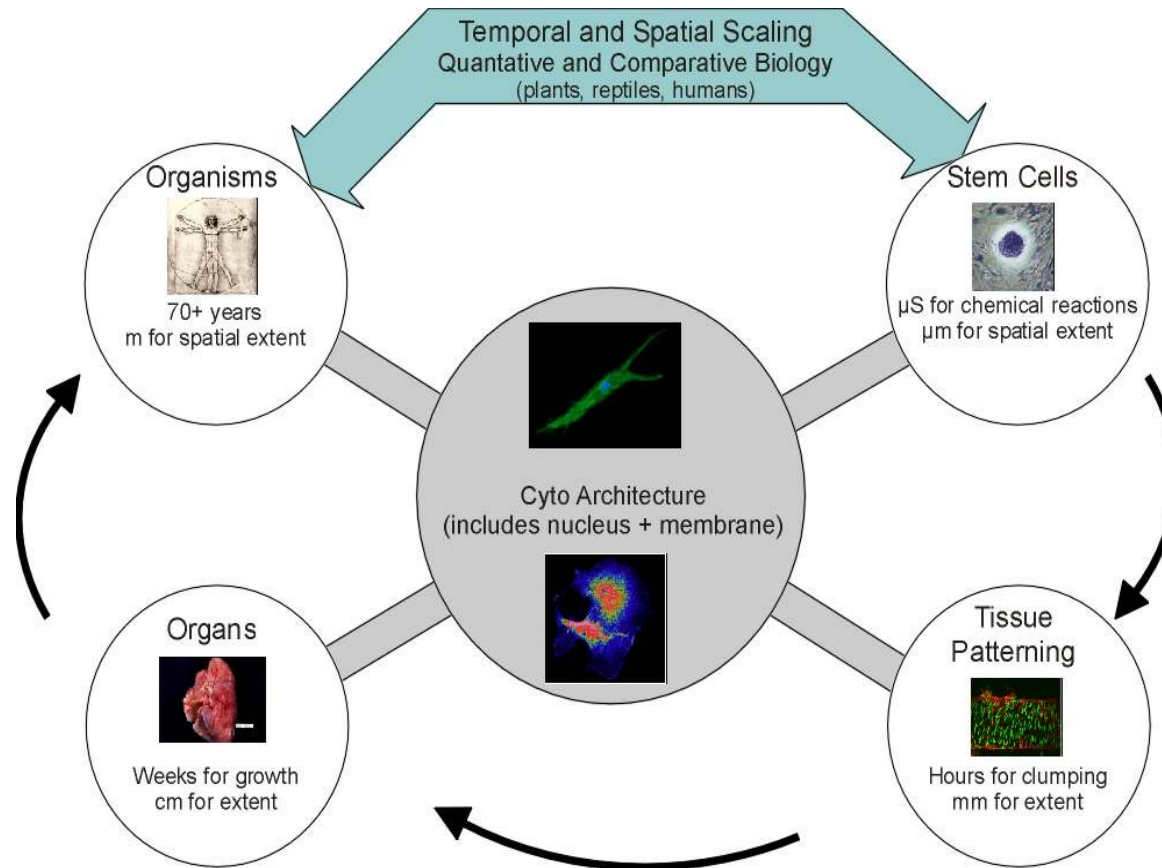 Temporal and Spatial Scaling
Quantative and Comparative Biology
(plants, reptiles, humans)
Organisms
70+ years
m for spatial extent
Stem Cells
µS for chemical reactions
µm for spatial extent
Cyto Architecture
(includes nucleus + membrane)
Organs
Weeks for growth
cm for extent
Tissue
Patterning
Hours for clumping
mm for extent